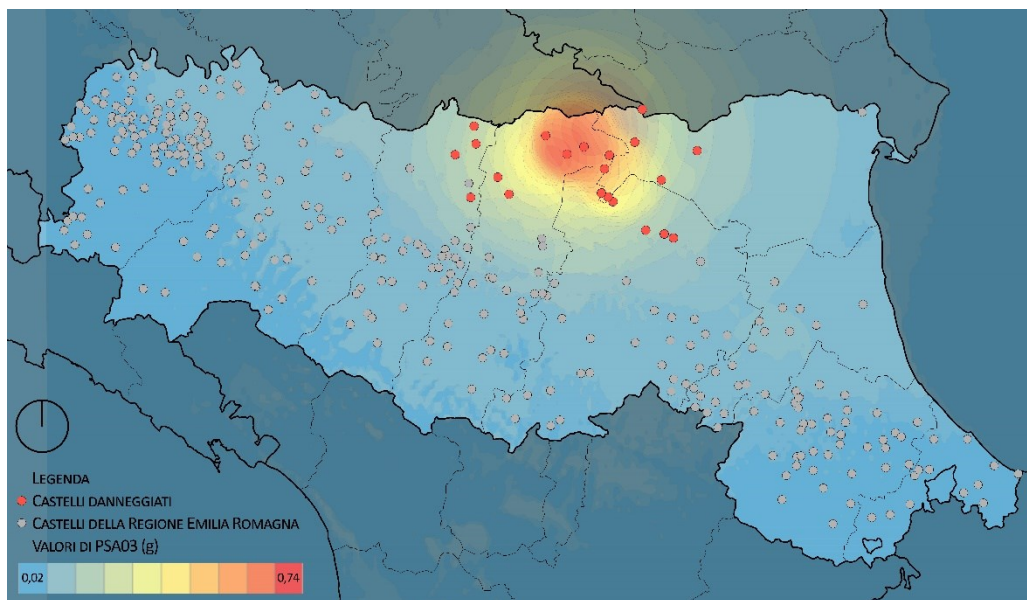 LEGENDA
CASTELLI DANNEGGIATI
CASTELLI DELLA REGIONE EMILIA ROMAGNA
VALORI DI PSA03 (g)
0,02 0,74